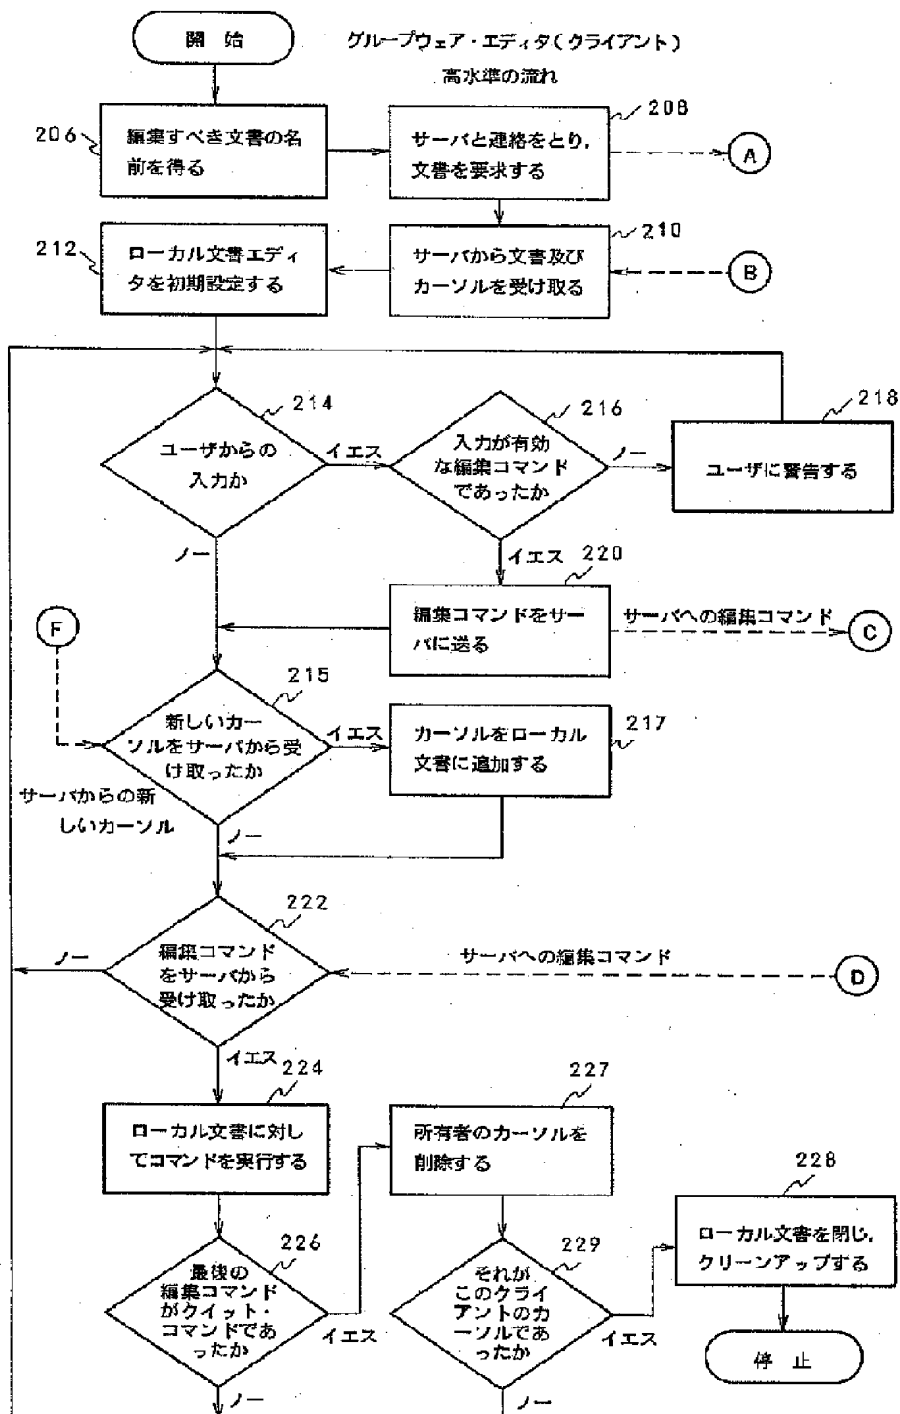 開始
グループウェア・エディタ(クライアント)
高水準の流れ
206
編集すべき文書の名
前を得る
208
サーバと連絡をとり,
文書を要求する
A
212
ローカル文書エディ
タを初期設定する
210
サーバから文書及び
カーソルを受け取る
B
214
ユーザからの
入力か
イエス
ノー
216
入力が有効
な編集コマンド
であったか
ノー
イエス
218
ユーザに警告する
220
編集コマンドをサー
バに送る
サーバへの編集コマンド
C
F
215
新しいカー
ソルをサーバから受
け取ったか
イエス
ノー
217
カーソルをローカル
文書に追加する
サーバからの新
しいカーソル
222
編集コマンド
をサーバから
受け取ったか
ノー
イエス
サーバへの編集コマンド
D
224
ローカル文書に対し
てコマンドを実行する
227
所有者のカーソルを
削除する
226
最後の
編集コマンド
がクイット・
コマンドであ
ったか
イエス
ノー
229
それが
このクライ
アントのカ
ーソルであ
ったか
イエス
ノー
228
ローカル文書を閉じ,
クリーンアップする
停止